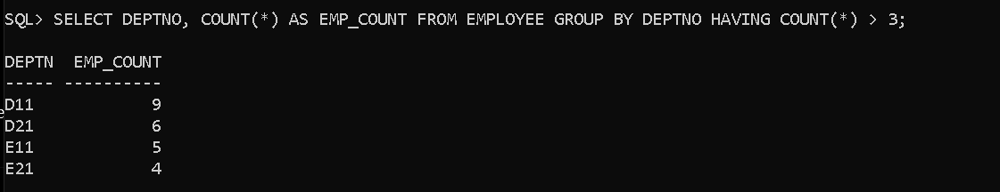 SQL> SELECT DEPTNO, COUNT(*) AS EMP_COUNT FROM EMPLOYEE GROUP BY DEPTNO HAVING COUNT(*) > 3;
DEPTN  EMP_COUNT
----- ----------
D11            9
D21            6
E11            5
E21            4